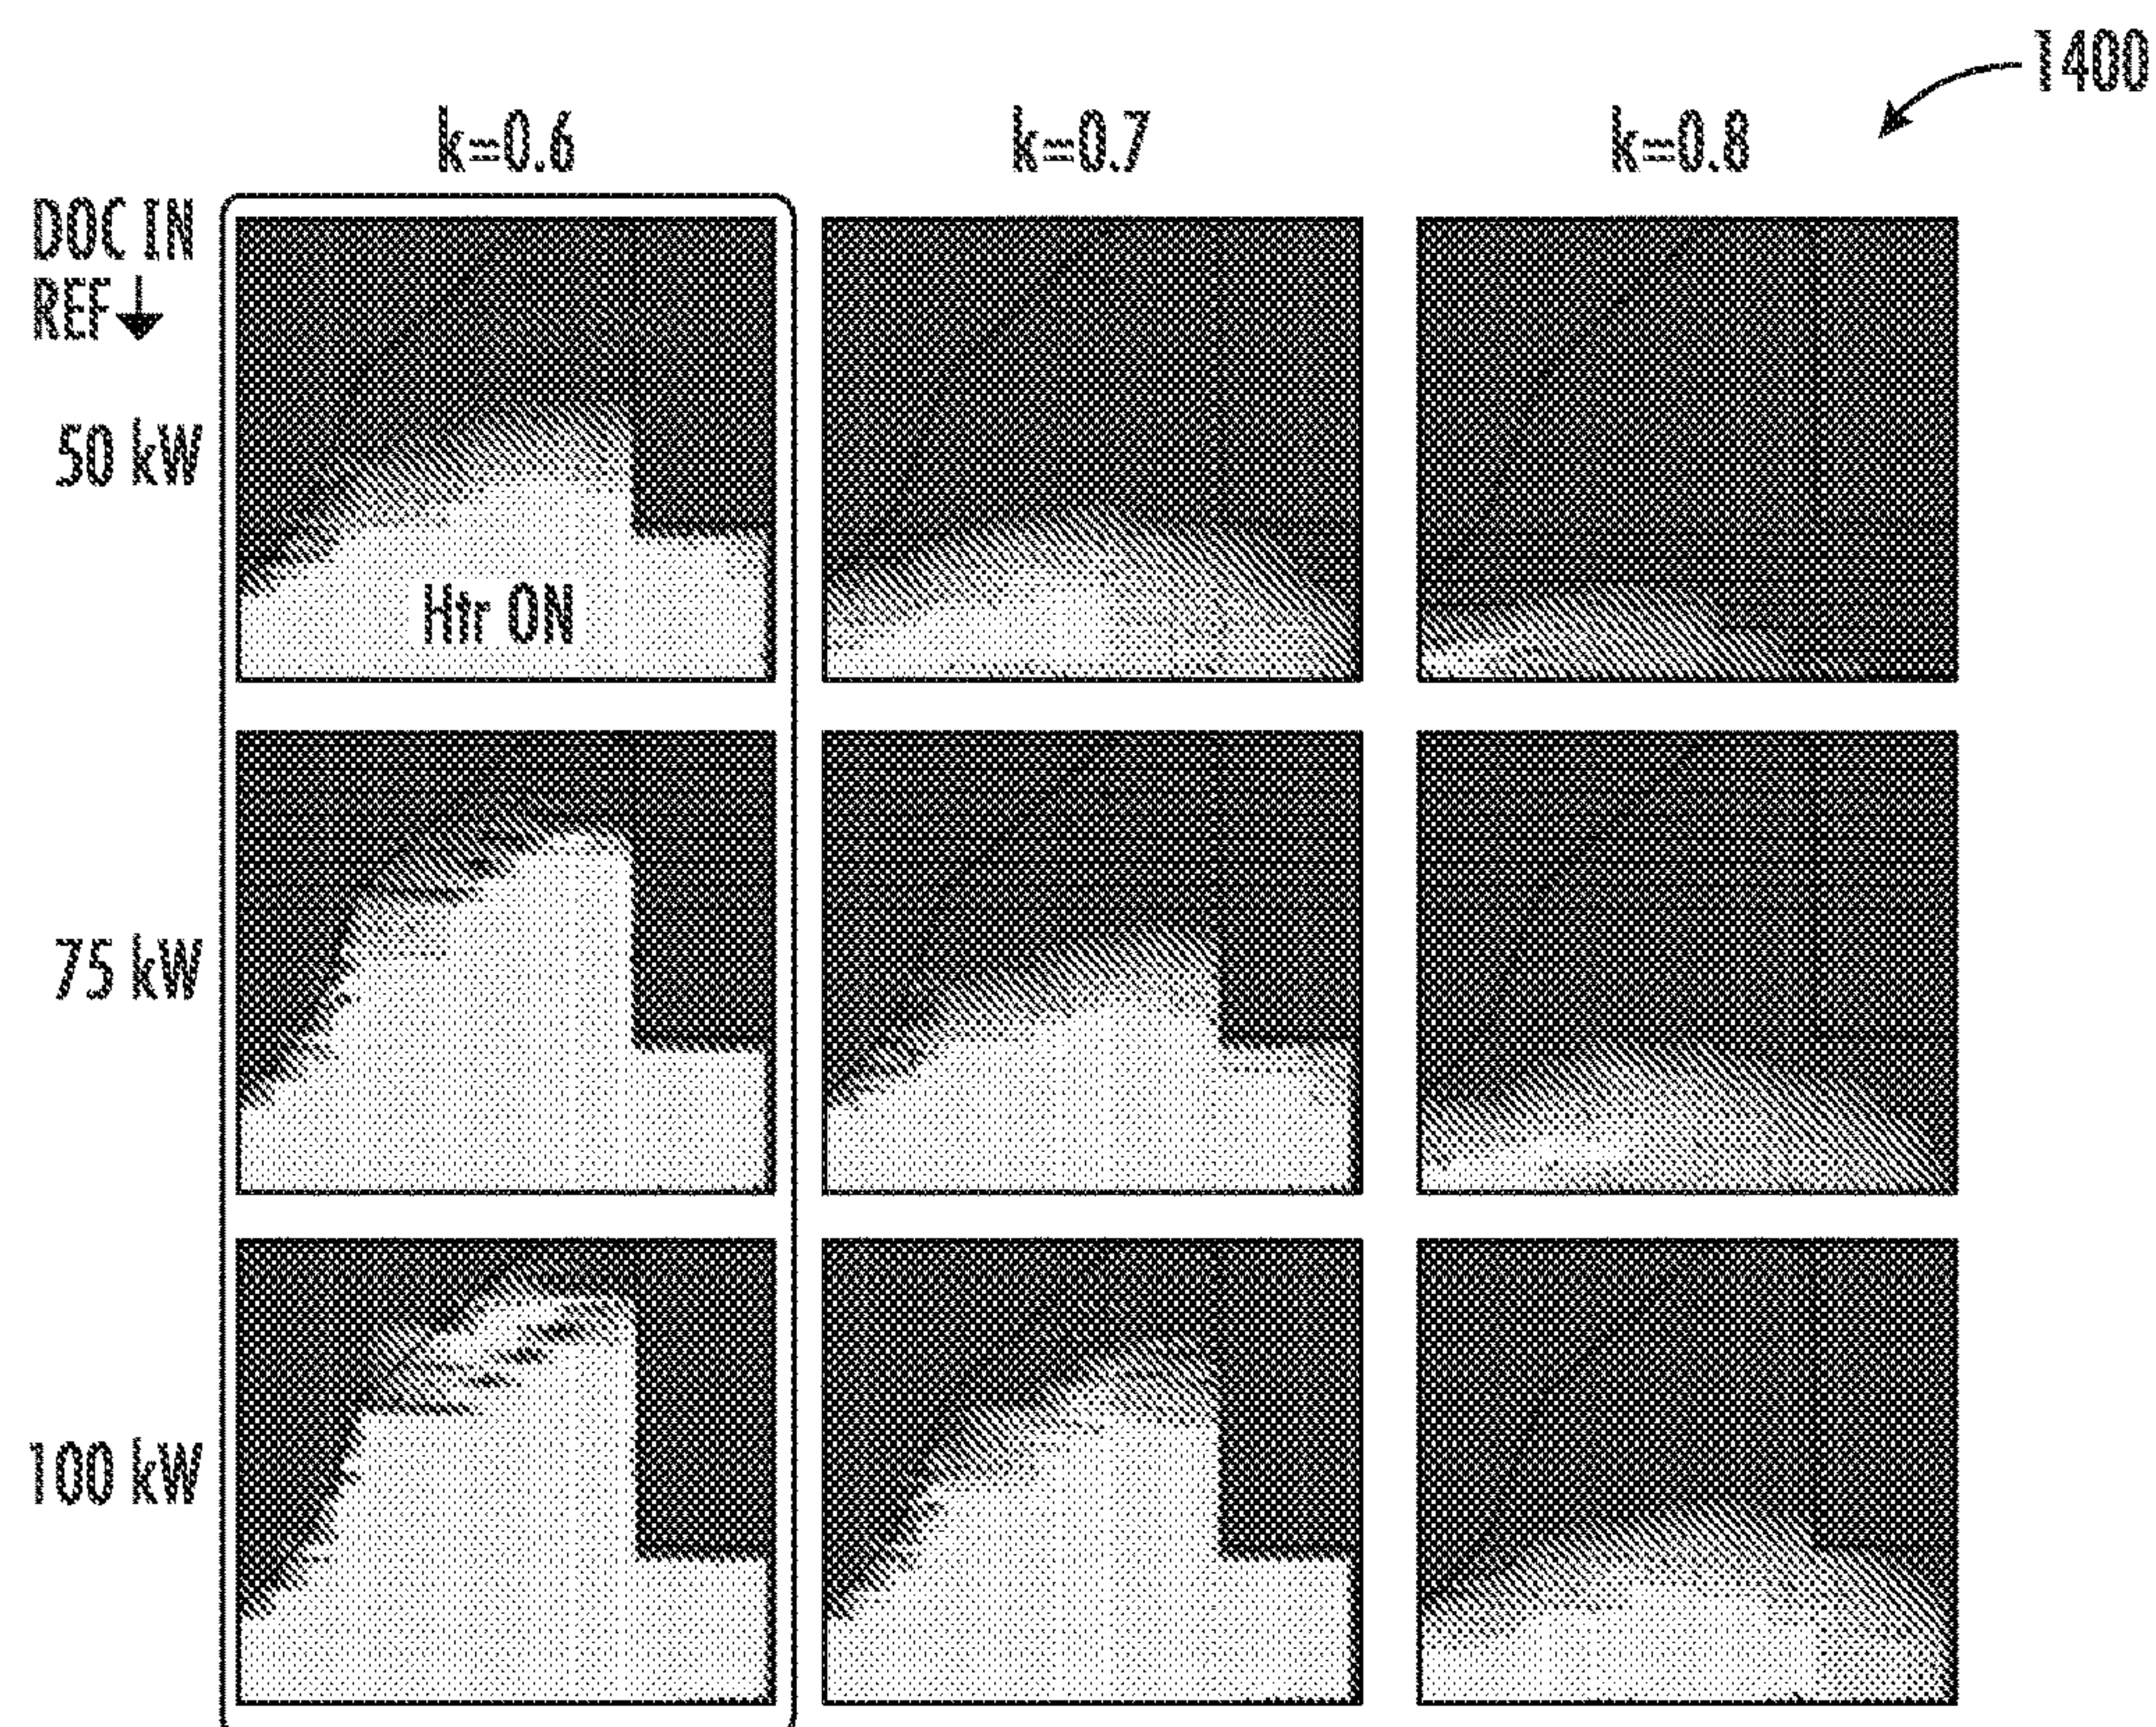 1400
k=0.6
k=0.7
k=0.8
DOC IN
REF↓
50 kW
Htr ON
75 kW
100 kW